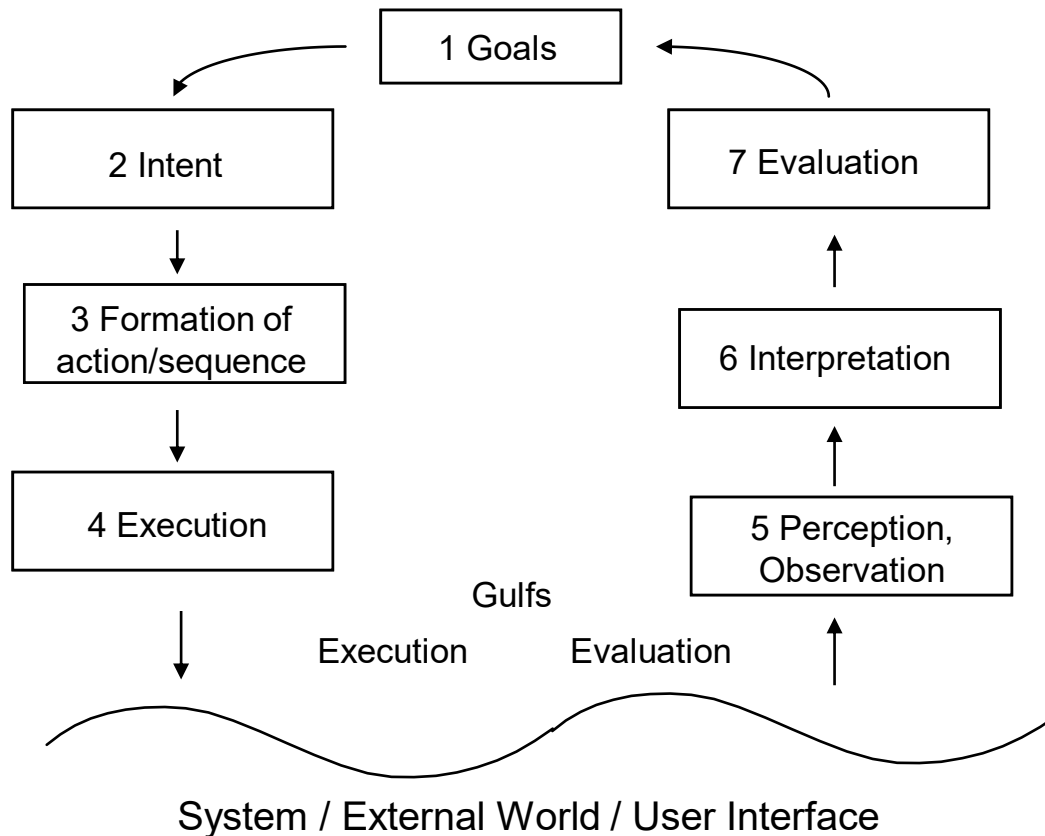 1 Goals
2 Intent
7 Evaluation
3 Formation of
action/sequence
6 Interpretation
4 Execution
5 Perception,
Observation
Gulfs
Execution Evaluation
System / External World / User Interface